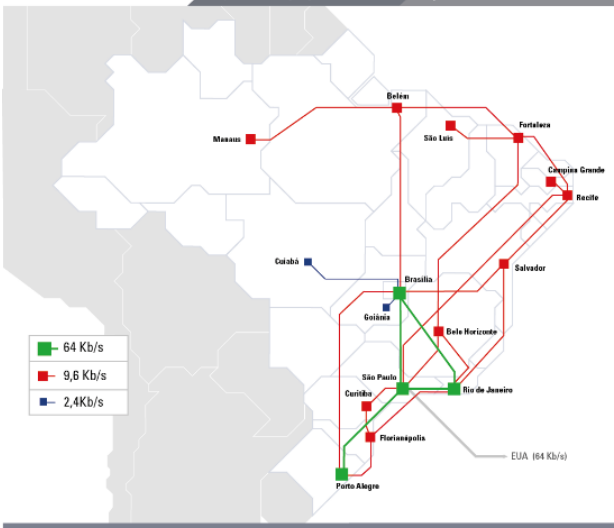 Belém
Manaus
São Luís
Fortaleza
Campina Grande
Recife
Cuiabá
Salvador
Brasília
Goiânia
Belo Horizonte
64 Kb/s
9,6 Kb/s
2,4Kb/s
São Paulo
Rio de Janeiro
Curitiba
Florianópolis
EUA (64 Kb/s)
Porto Alegre